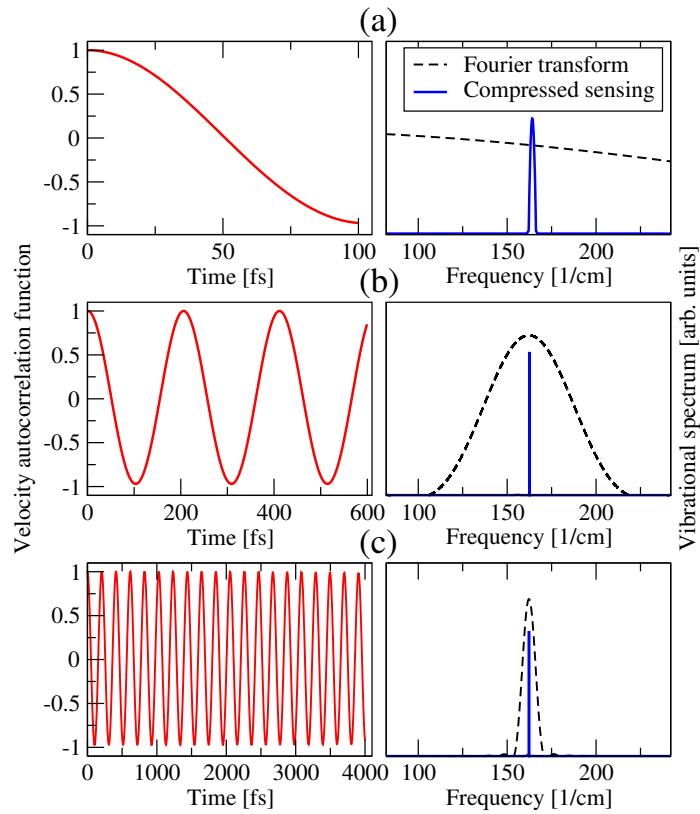 (a)
1
0.5
0
-0.5
-1
0 50 100
Time [fs]
Fourier transform
Compressed sensing
100 150 200
Frequency [1/cm]
(b)
1
0.5
0
-0.5
-1
0 200 400 600
Time [fs]
100 150 200
Frequency [1/cm]
(c)
1
0.5
0
-0.5
-1
0 1000 2000 3000 4000
Time [fs]
100 150 200
Frequency [1/cm]
Velocity autocorrelation function
Vibrational spectrum [arb. units]